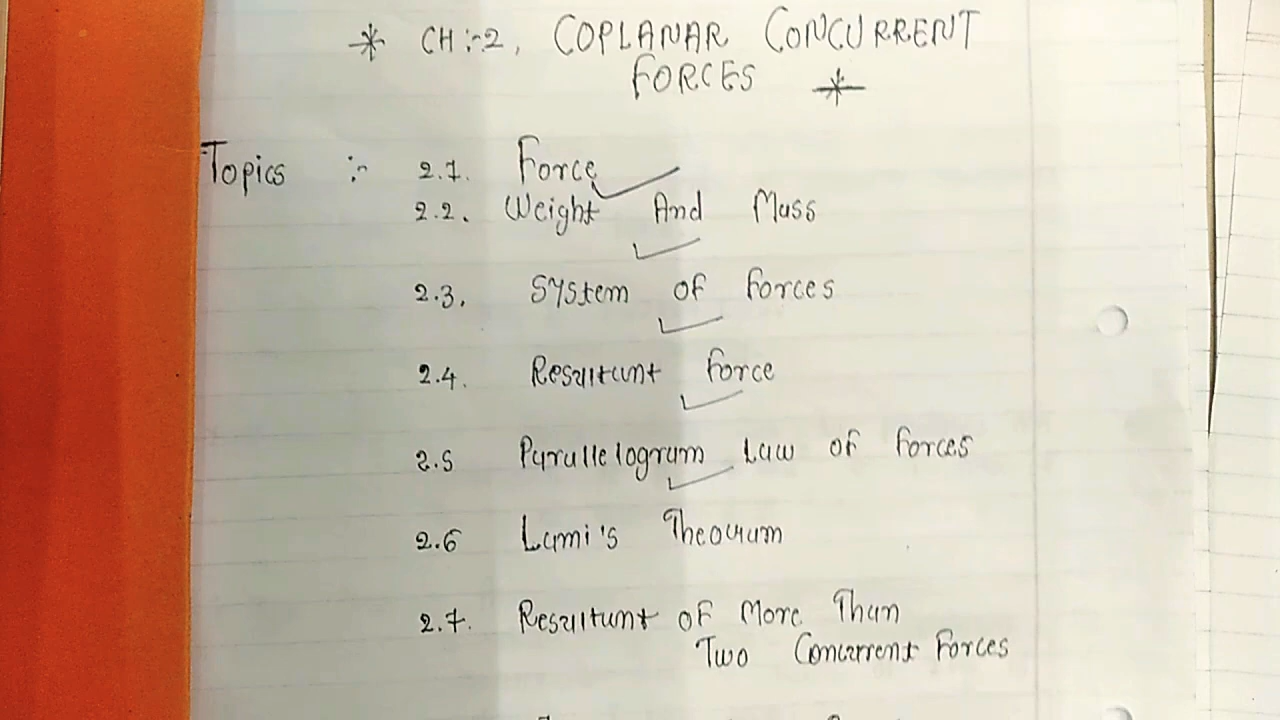 * CH :- 2, COPLANAR CONCURRENT
FORCES *
Topics :- 2.1. Force
2.2. Weight And Mass
2.3. System of Forces
2.4. Resultant Force
2.5 Parallelogram Law of Forces
2.6 Lami's Theorum
2.7. Resultant of More Than
Two Concurrent Forces